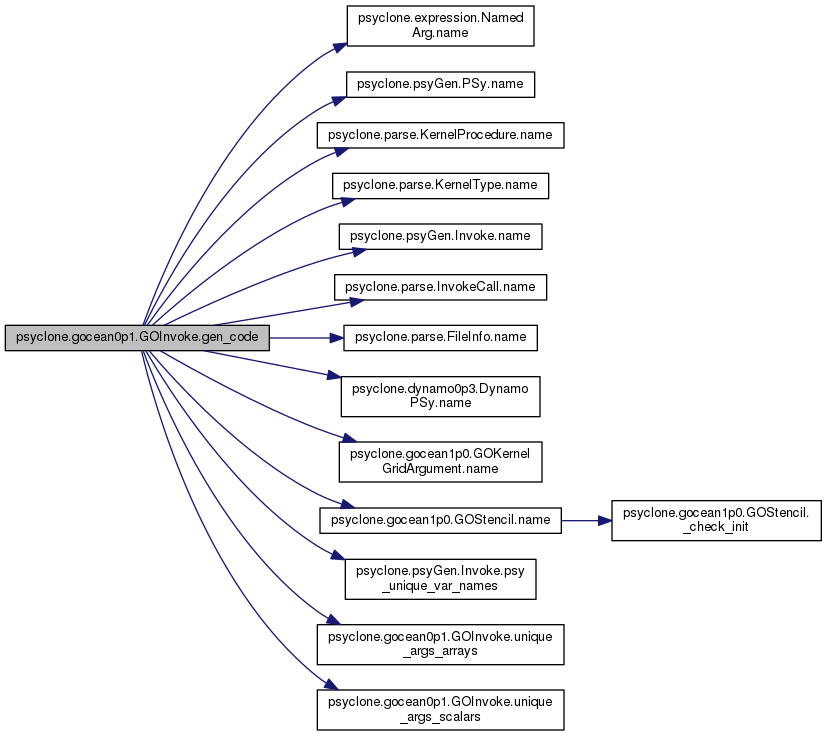 psyclone.expression.Named
Arg.name
psyclone.psyGen.PSy.name
psyclone.parse.KernelProcedure.name
psyclone.parse.KernelType.name
psyclone.psyGen.Invoke.name
psyclone.parse.InvokeCall.name
psyclone.gocean0p1.GOInvoke.gen_code
psyclone.parse.FileInfo.name
psyclone.dynamo0p3.Dynamo
PSy.name
psyclone.gocean1p0.GOKernel
GridArgument.name
psyclone.gocean1p0.GOStencil.name
psyclone.gocean1p0.GOStencil.
_check_init
psyclone.psyGen.Invoke.psy
_unique_var_names
psyclone.gocean0p1.GOInvoke.unique
_args_arrays
psyclone.gocean0p1.GOInvoke.unique
_args_scalars